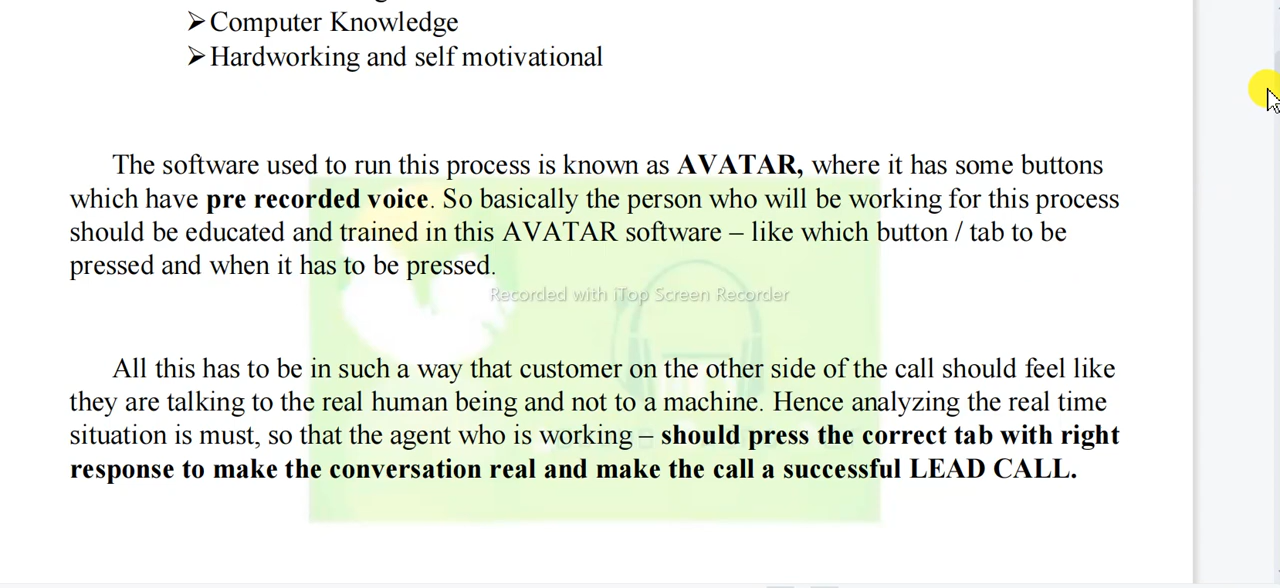 ➢Computer Knowledge
➢Hardworking and self motivational
The software used to run this process is known as AVATAR, where it has some buttons
which have pre recorded voice. So basically the person who will be working for this process
should be educated and trained in this AVATAR software – like which button / tab to be
pressed and when it has to be pressed.
Recorded with iTop Screen Recorder
All this has to be in such a way that customer on the other side of the call should feel like
they are talking to the real human being and not to a machine. Hence analyzing the real time
situation is must, so that the agent who is working – should press the correct tab with right
response to make the conversation real and make the call a successful LEAD CALL.